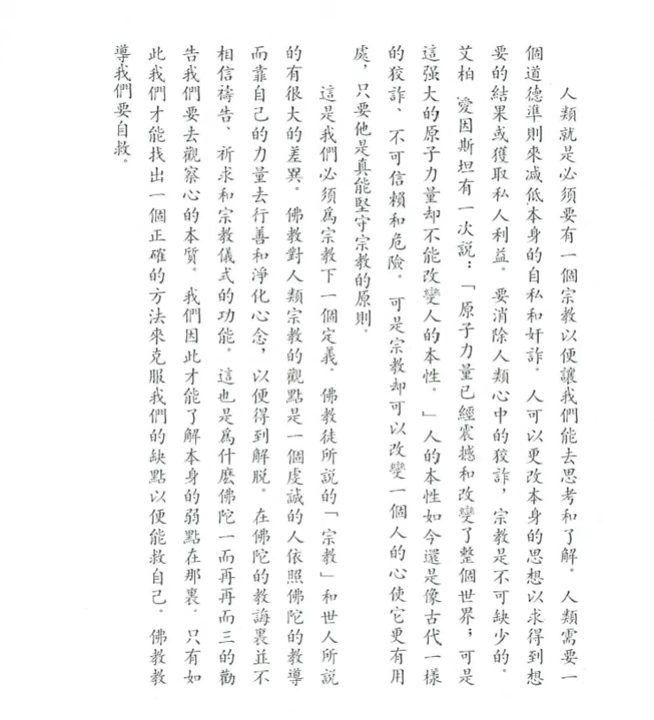 人類就是必須要有一個宗教以便讓我們能去思考和了解。人類需要一
個道德準則來減低本身的自私和奸詐。人可以更改本身的思想以求得到想
要的結果或獲取私人利益。要消除人類心中的狡詐，宗教是不可缺少的。
艾柏 愛因斯坦有一次說：「原子力量已經震撼和改變了整個世界；可是
這强大的原子力量却不能改變人的本性。」人的本性如今還是像古代一樣
的狡詐、不可信賴和危險。可是宗教却可以改變一個人的心使它更有用
處，只要他是真能堅守宗教的原則。
這是我們必須爲宗教下一個定義。佛教徒所說的「宗教」和世人所說
的有很大的差異。佛教對人類宗教的觀點是一個虔誠的人依照佛陀的教導
而靠自己的力量去行善和淨化心念，以便得到解脱。在佛陀的教誨裏並不
相信禱告、祈求和宗教儀式的功能。這也是爲什麽佛陀一而再再而三的勸
告我們要去觀察心的本質。我們因此才能了解本身的弱點在那裏。只有如
此我們才能找出一個正確的方法來克服我們的缺點以便能救自己。佛教教
導我們要自救。